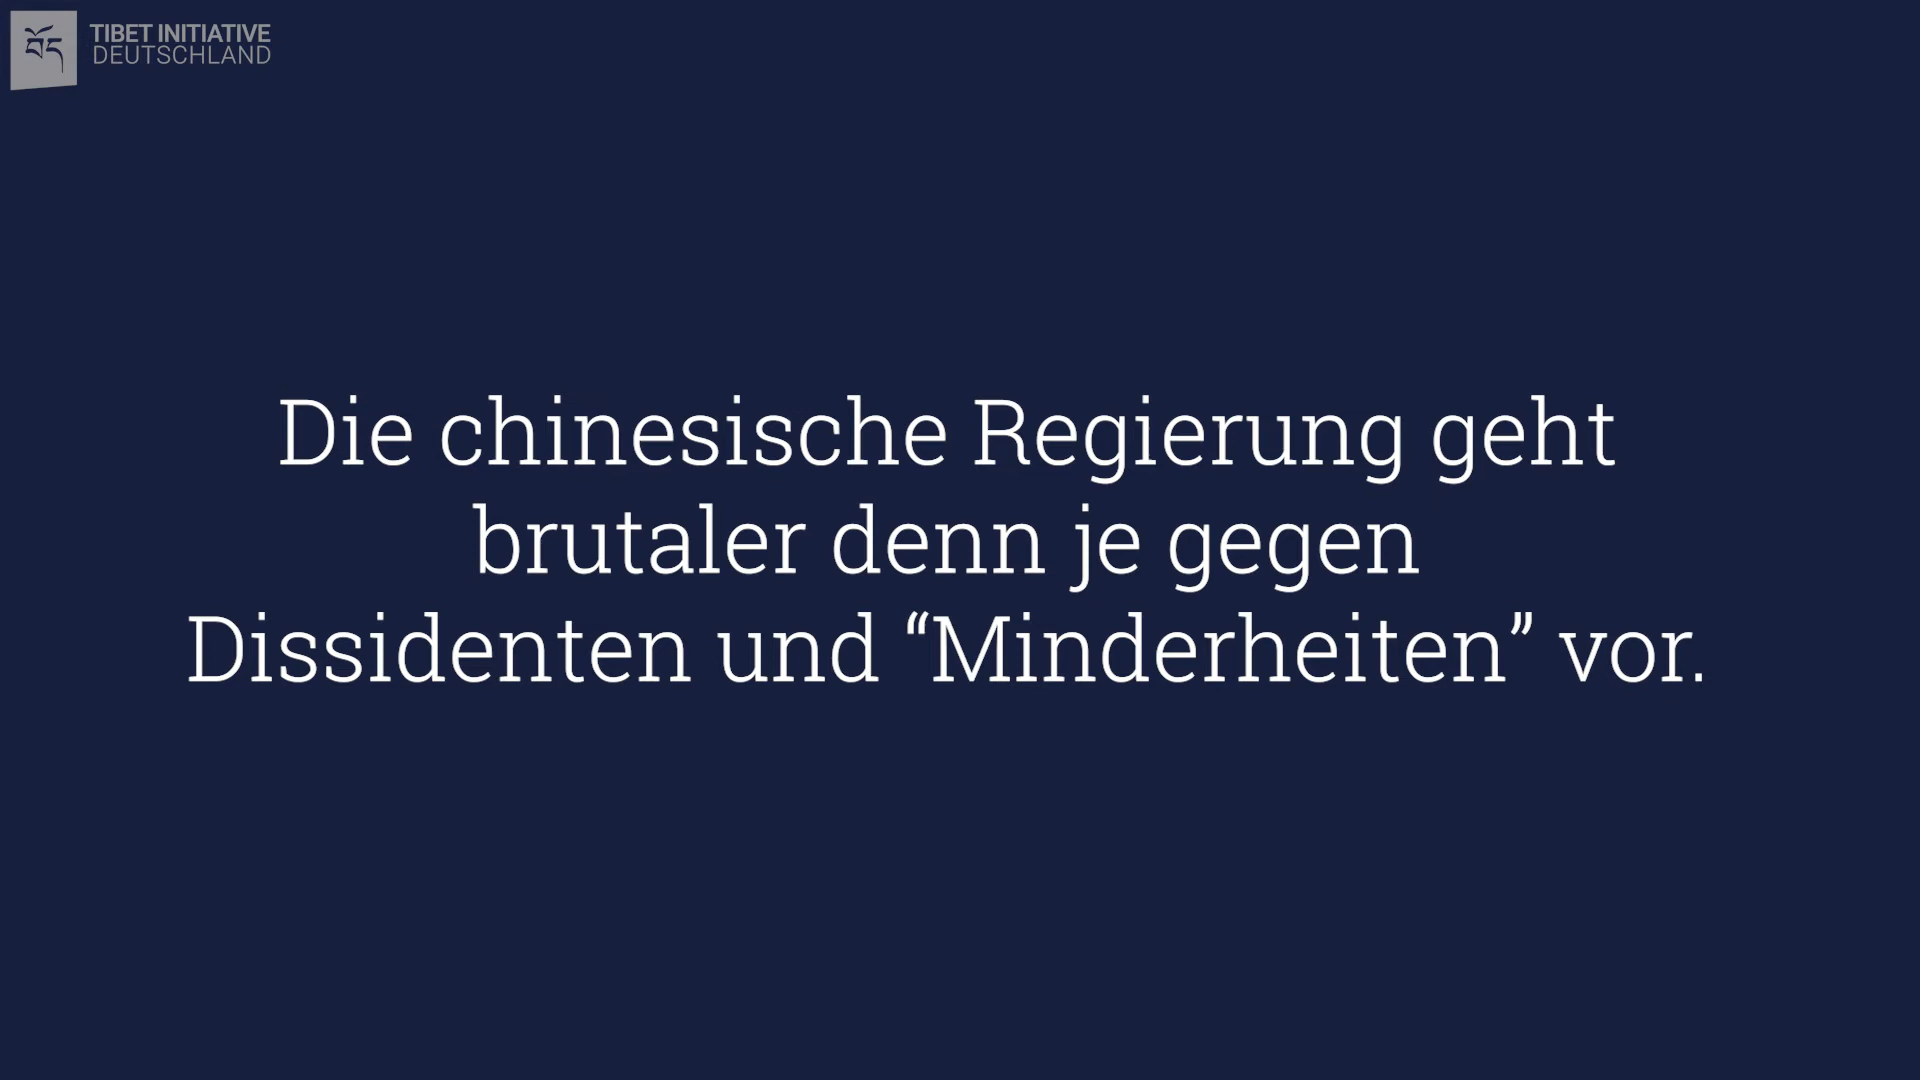 TIBET INITIATIVE
DEUTSCHLAND
Die chinesische Regierung geht
brutaler denn je gegen
Dissidenten und “Minderheiten” vor.